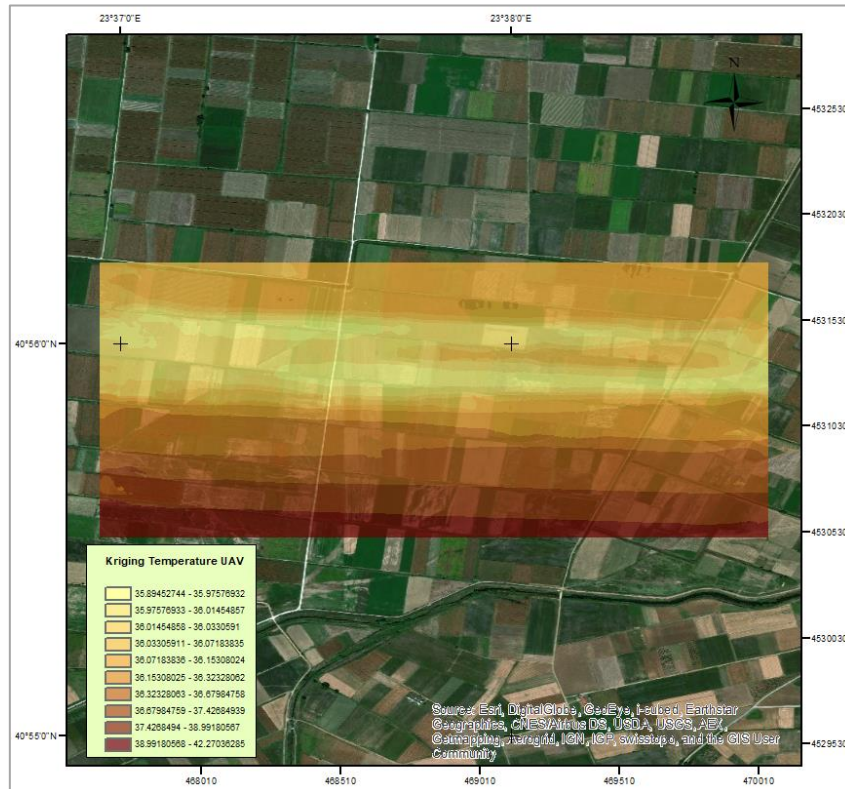 23°37'0"E
23°38'0"E
N
4532530
4532030
4531530
40°56'0"N
4531030
4530530
Kriging Temperature UAV
35.89452744 - 35.97576932
35.97576933 - 36.01454857
36.01454858 - 36.0330591
36.03305911 - 36.07183835
36.07183836 - 36.15308024
36.15308025 - 36.32328062
36.32328063 - 36.67984758
36.67984759 - 37.42684939
37.4268494 - 38.99180567
38.99180568 - 42.27036285
4530030
Source: Esri, DigitalGlobe, GeoEye, i-cubed, Earthstar
Geographics, CNES/Airbus DS, USDA, USGS, AEX,
Getmapping, Aerogrid, IGN, IGP, swisstopo, and the GIS User
Community
40°55'0"N
4529530
468010
468510
469010
469510
470010